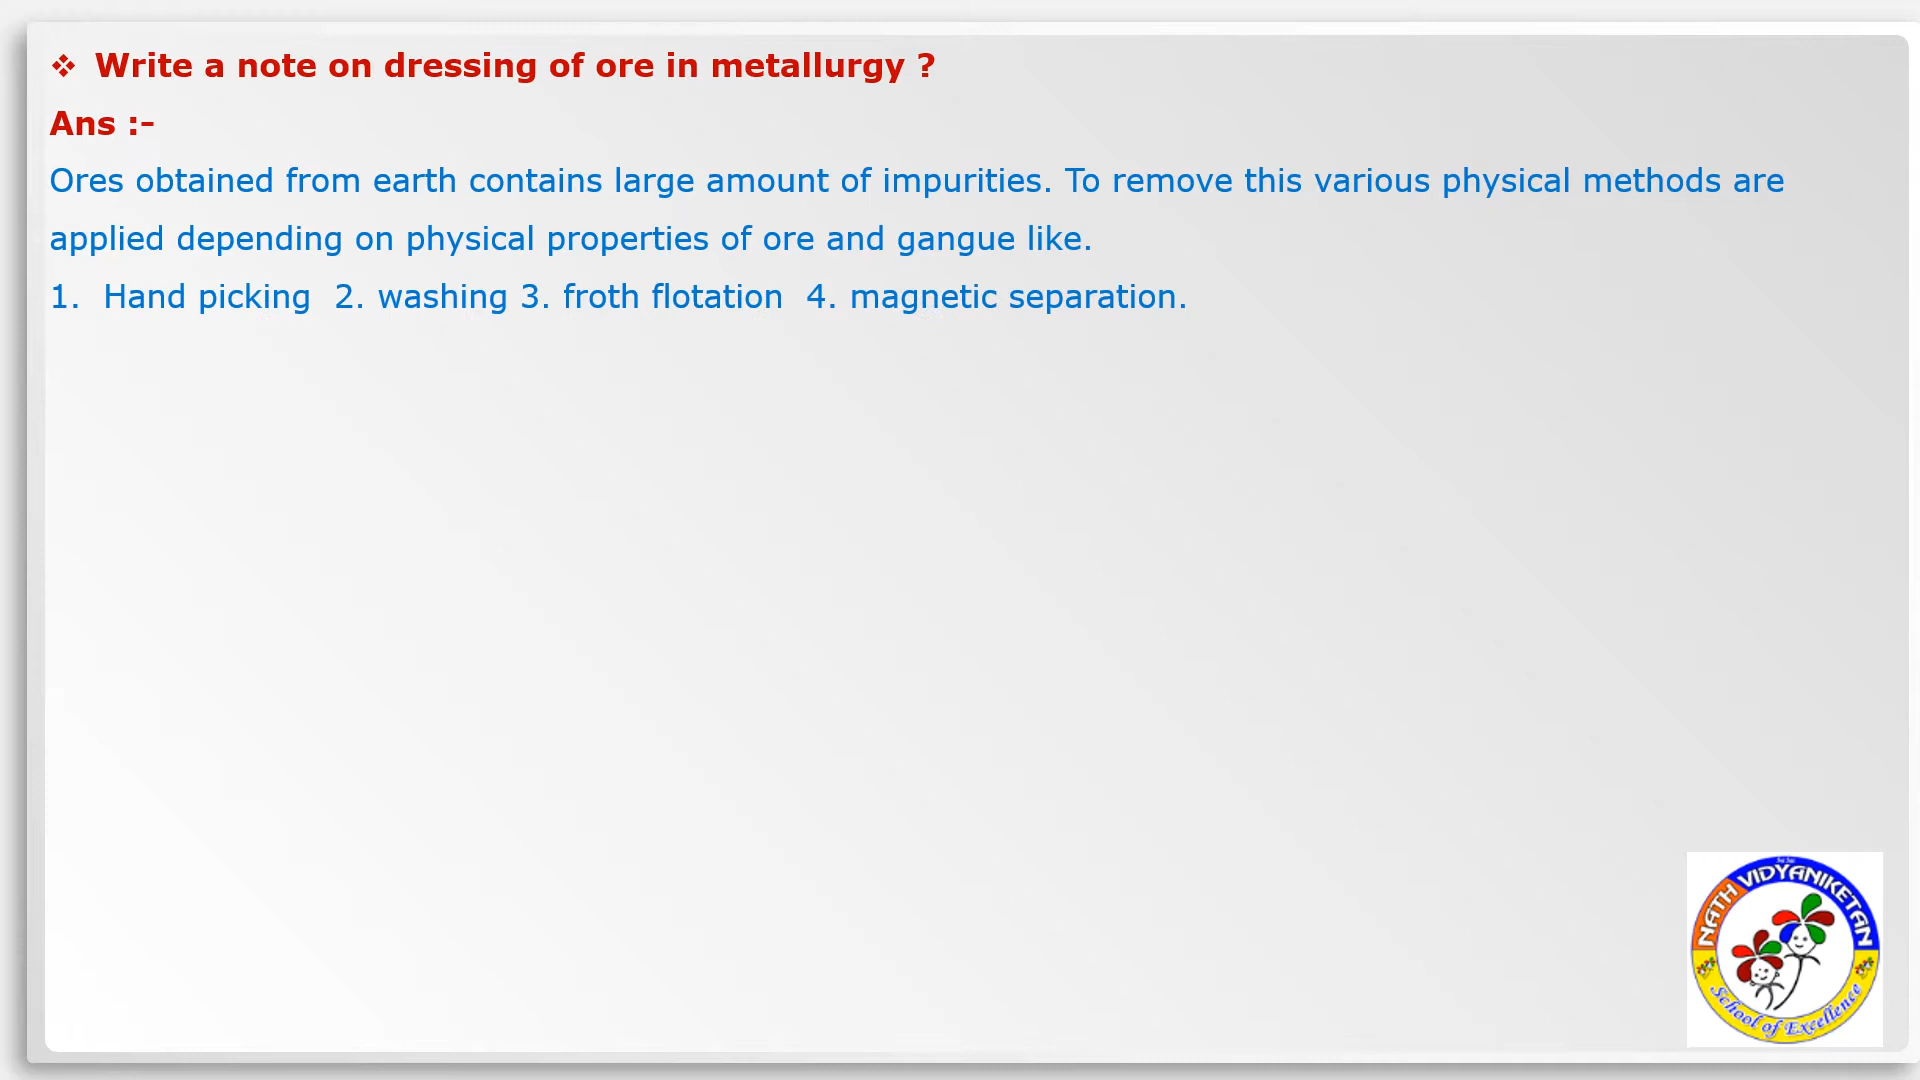 ❖ Write a note on dressing of ore in metallurgy ?
Ans :–
Ores obtained from earth contains large amount of impurities. To remove this various physical methods are
applied depending on physical properties of ore and gangue like.
1. Hand picking 2. washing 3. froth flotation 4. magnetic separation.
NATH VIDYANIKETAN
School of Excellence